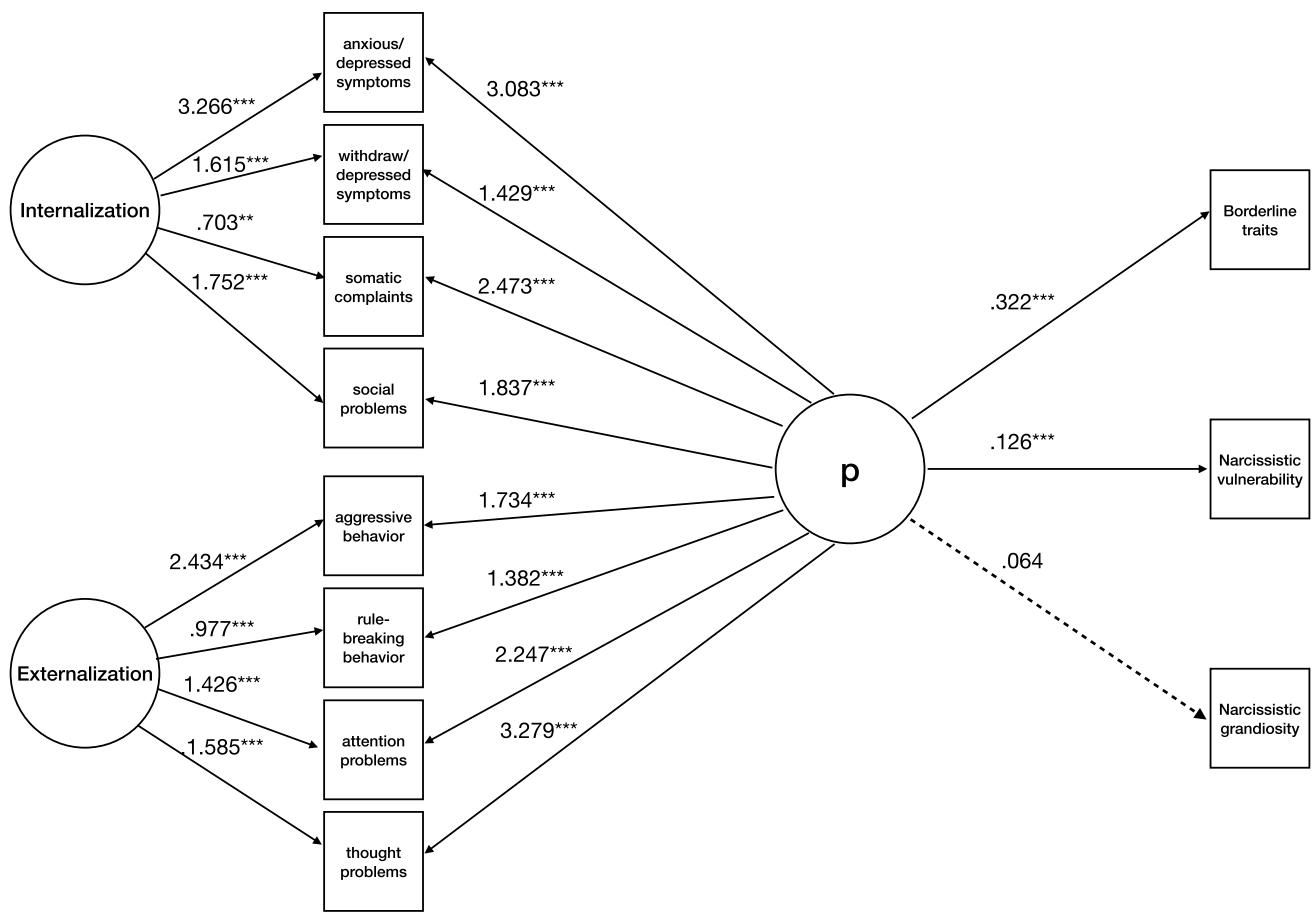 anxious/
depressed
symptoms
3.083***
3.266***
withdraw/
depressed
symptoms
1.615***
1.429***
Internalization
.703**
somatic
complaints
1.752***
2.473***
social
problems
1.837***
Borderline
traits
.322***
p
.126***
Narcissistic
vulnerability
.064
Narcissistic
grandiosity
aggressive
behavior
1.734***
2.434***
rule-
breaking
behavior
1.382***
.977***
Externalization
1.426***
attention
problems
2.247***
.1.585***
thought
problems
3.279***